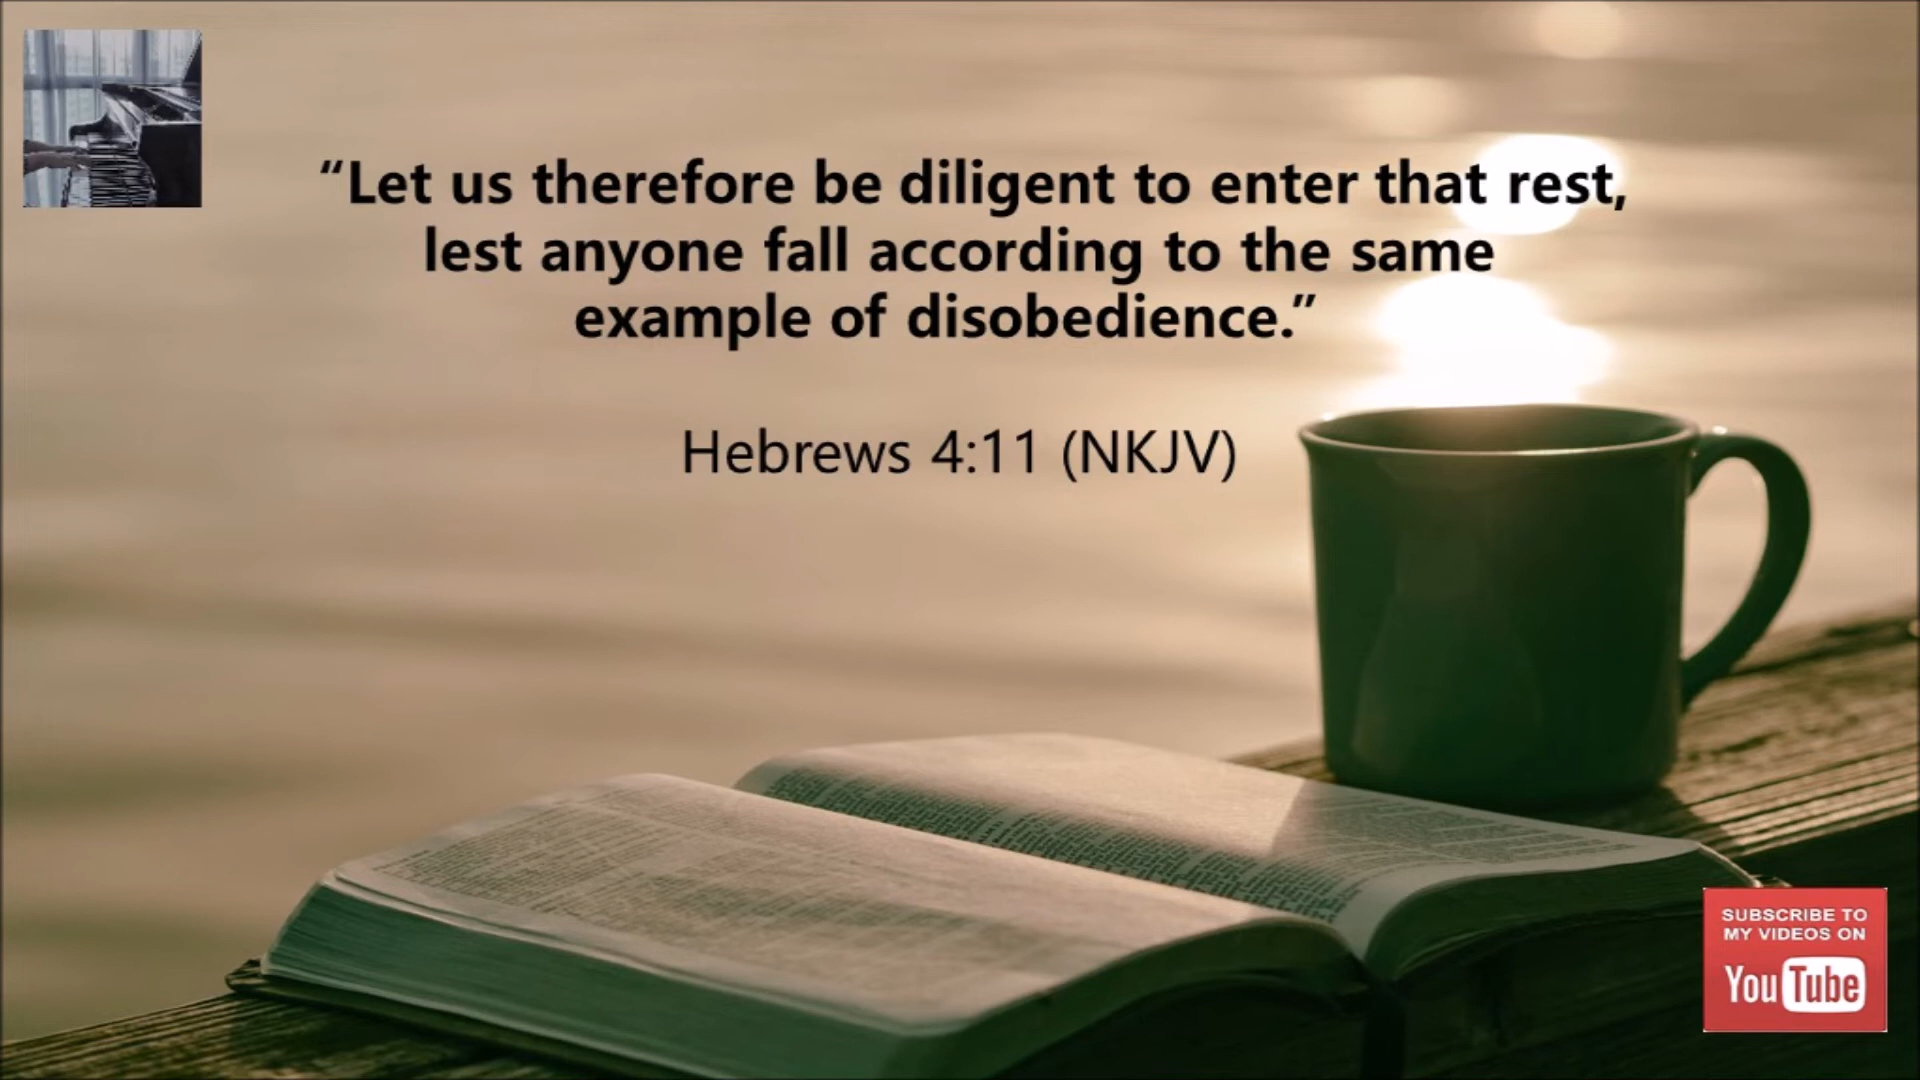 “Let us therefore be diligent to enter that rest,
lest anyone fall according to the same
example of disobedience.”
Hebrews 4:11 (NKJV)
SUBSCRIBE TO
MY VIDEOS ON
YouTube